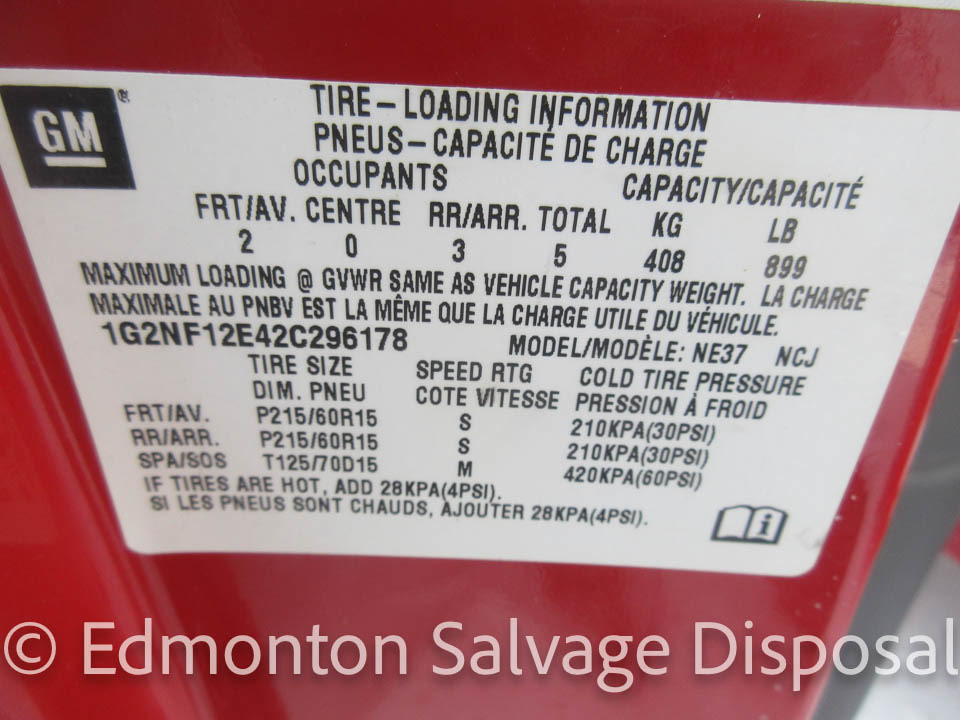 GM®
TIRE-LOADING INFORMATION
PNEUS-CAPACITÉ DE CHARGE
OCCUPANTS CAPACITY/CAPACITÉ
FRT/AV. CENTRE RR/ARR. TOTAL KG LB
2 0 3 5 408 899
MAXIMUM LOADING @ GVWR SAME AS VEHICLE CAPACITY WEIGHT. LA CHARGE
MAXIMALE AU PNBV EST LA MÊME QUE LA CHARGE UTILE DU VÉHICULE.
1G2NF12E42C296178 MODEL/MODÈLE: NE37 NCJ
TIRE SIZE SPEED RTG COLD TIRE PRESSURE
DIM. PNEU COTE VITESSE PRESSION À FROID
FRT/AV. P215/60R15 S 210KPA(30PSI)
RR/ARR. P215/60R15 S 210KPA(30PSI)
SPA/SOS T125/70D15 M 420KPA(60PSI)
IF TIRES ARE HOT, ADD 28KPA(4PSI).
SI LES PNEUS SONT CHAUDS, AJOUTER 28KPA(4PSI).
© Edmonton Salvage Disposal